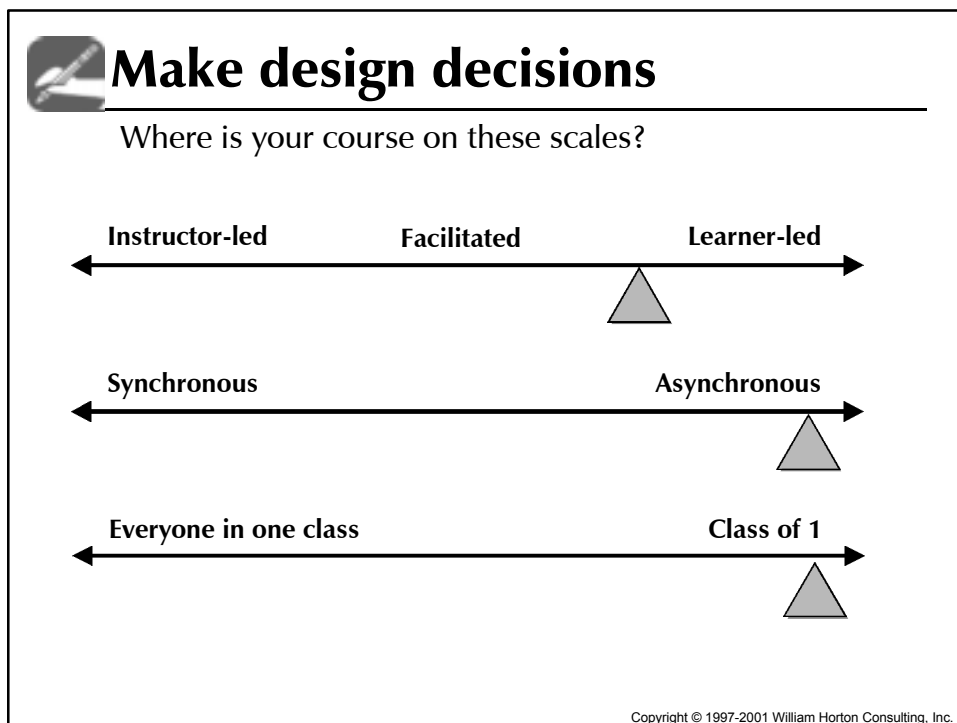 Make design decisions
Where is your course on these scales?
Instructor-led Facilitated Learner-led
Synchronous Asynchronous
Everyone in one class Class of 1
Copyright © 1997-2001 William Horton Consulting, Inc.